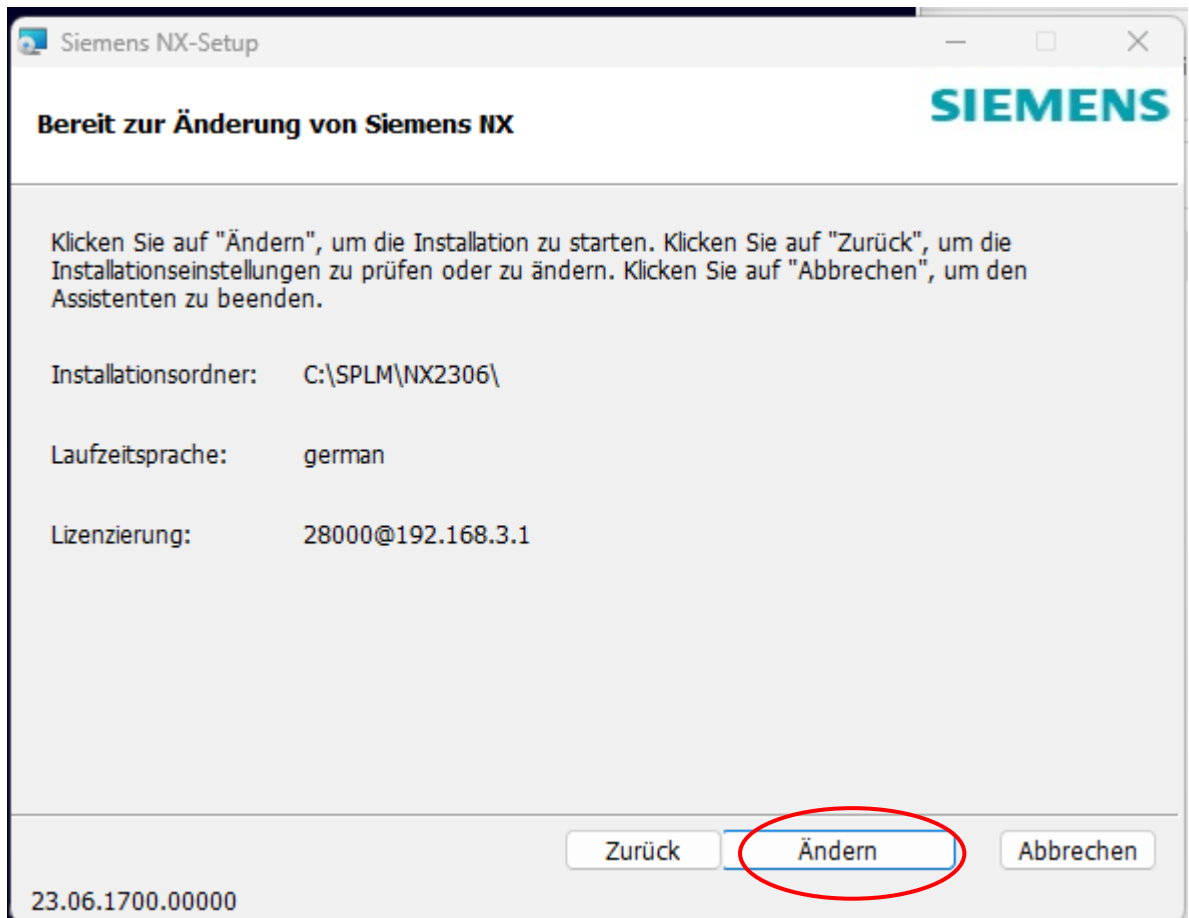 Siemens NX-Setup
Bereit zur Änderung von Siemens NX
SIEMENS
Klicken Sie auf "Ändern", um die Installation zu starten. Klicken Sie auf "Zurück", um die
Installationseinstellungen zu prüfen oder zu ändern. Klicken Sie auf "Abbrechen", um den
Assistenten zu beenden.
Installationsordner: C:\SPLM\NX2306\
Laufzeitsprache: german
Lizenzierung: 28000@192.168.3.1
Zurück Ändern Abbrechen
23.06.1700.00000